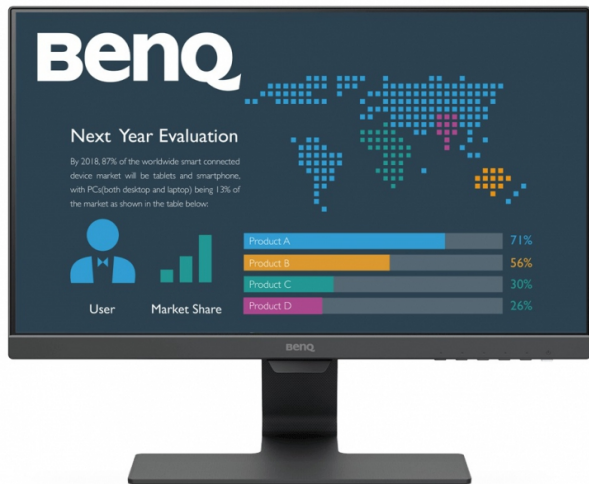 BenQ
Next Year Evaluation
By 2018, 87% of the worldwide smart connected
device market will be tablets and smartphone,
with PCs(both desktop and laptop) being 13% of
the market as shown in the table below:
User
Market Share
Product A 71%
Product B 56%
Product C 30%
Product D 26%
BenQ